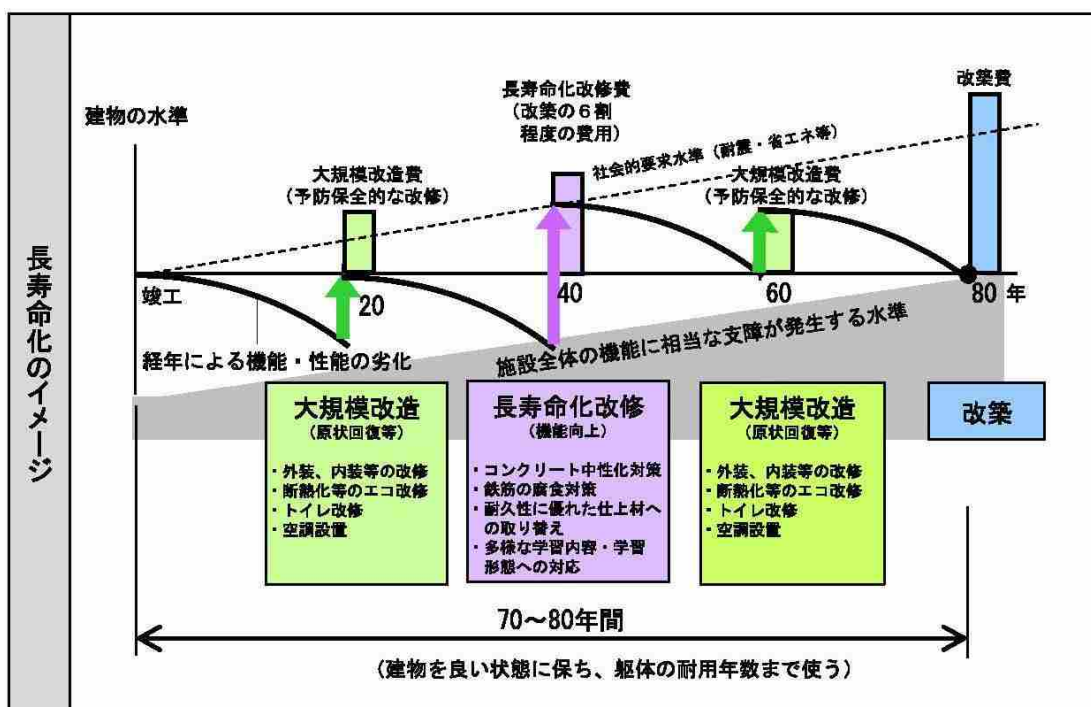 長寿命化のイメージ
建物の水準
大規模改造費
(予防保全的な改修)
長寿命化改修費
(改築の6割
程度の費用)
社会的要求水準(耐震・省エネ等)
大規模改造費
(予防保全的な改修)
改築費
竣工
20
40
60
80 年
経年による機能・性能の劣化
施設全体の機能に相当な支障が発生する水準
大規模改造
(原状回復等)
・外装、内装等の改修
・断熱化等のエコ改修
・トイレ改修
・空調設置
長寿命化改修
(機能向上)
・コンクリート中性化対策
・鉄筋の腐食対策
・耐久性に優れた仕上材へ
の取り替え
・多様な学習内容・学習
形態への対応
大規模改造
(原状回復等)
・外装、内装等の改修
・断熱化等のエコ改修
・トイレ改修
・空調設置
改築
70~80年間
(建物を良い状態に保ち、躯体の耐用年数まで使う)